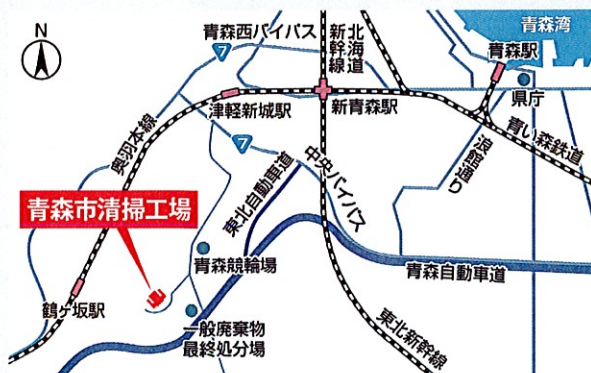 N
青森西バイパス
7
北海道
新幹線
青森湾
青森駅
県庁
津軽新城駅
新青森駅
青い森鉄道
奥羽本線
7
浪館通り
中央バイパス
東北自動車道
青森市清掃工場
青森競輪場
青森自動車道
鶴ヶ坂駅
一般廃棄物
最終処分場
東北新幹線